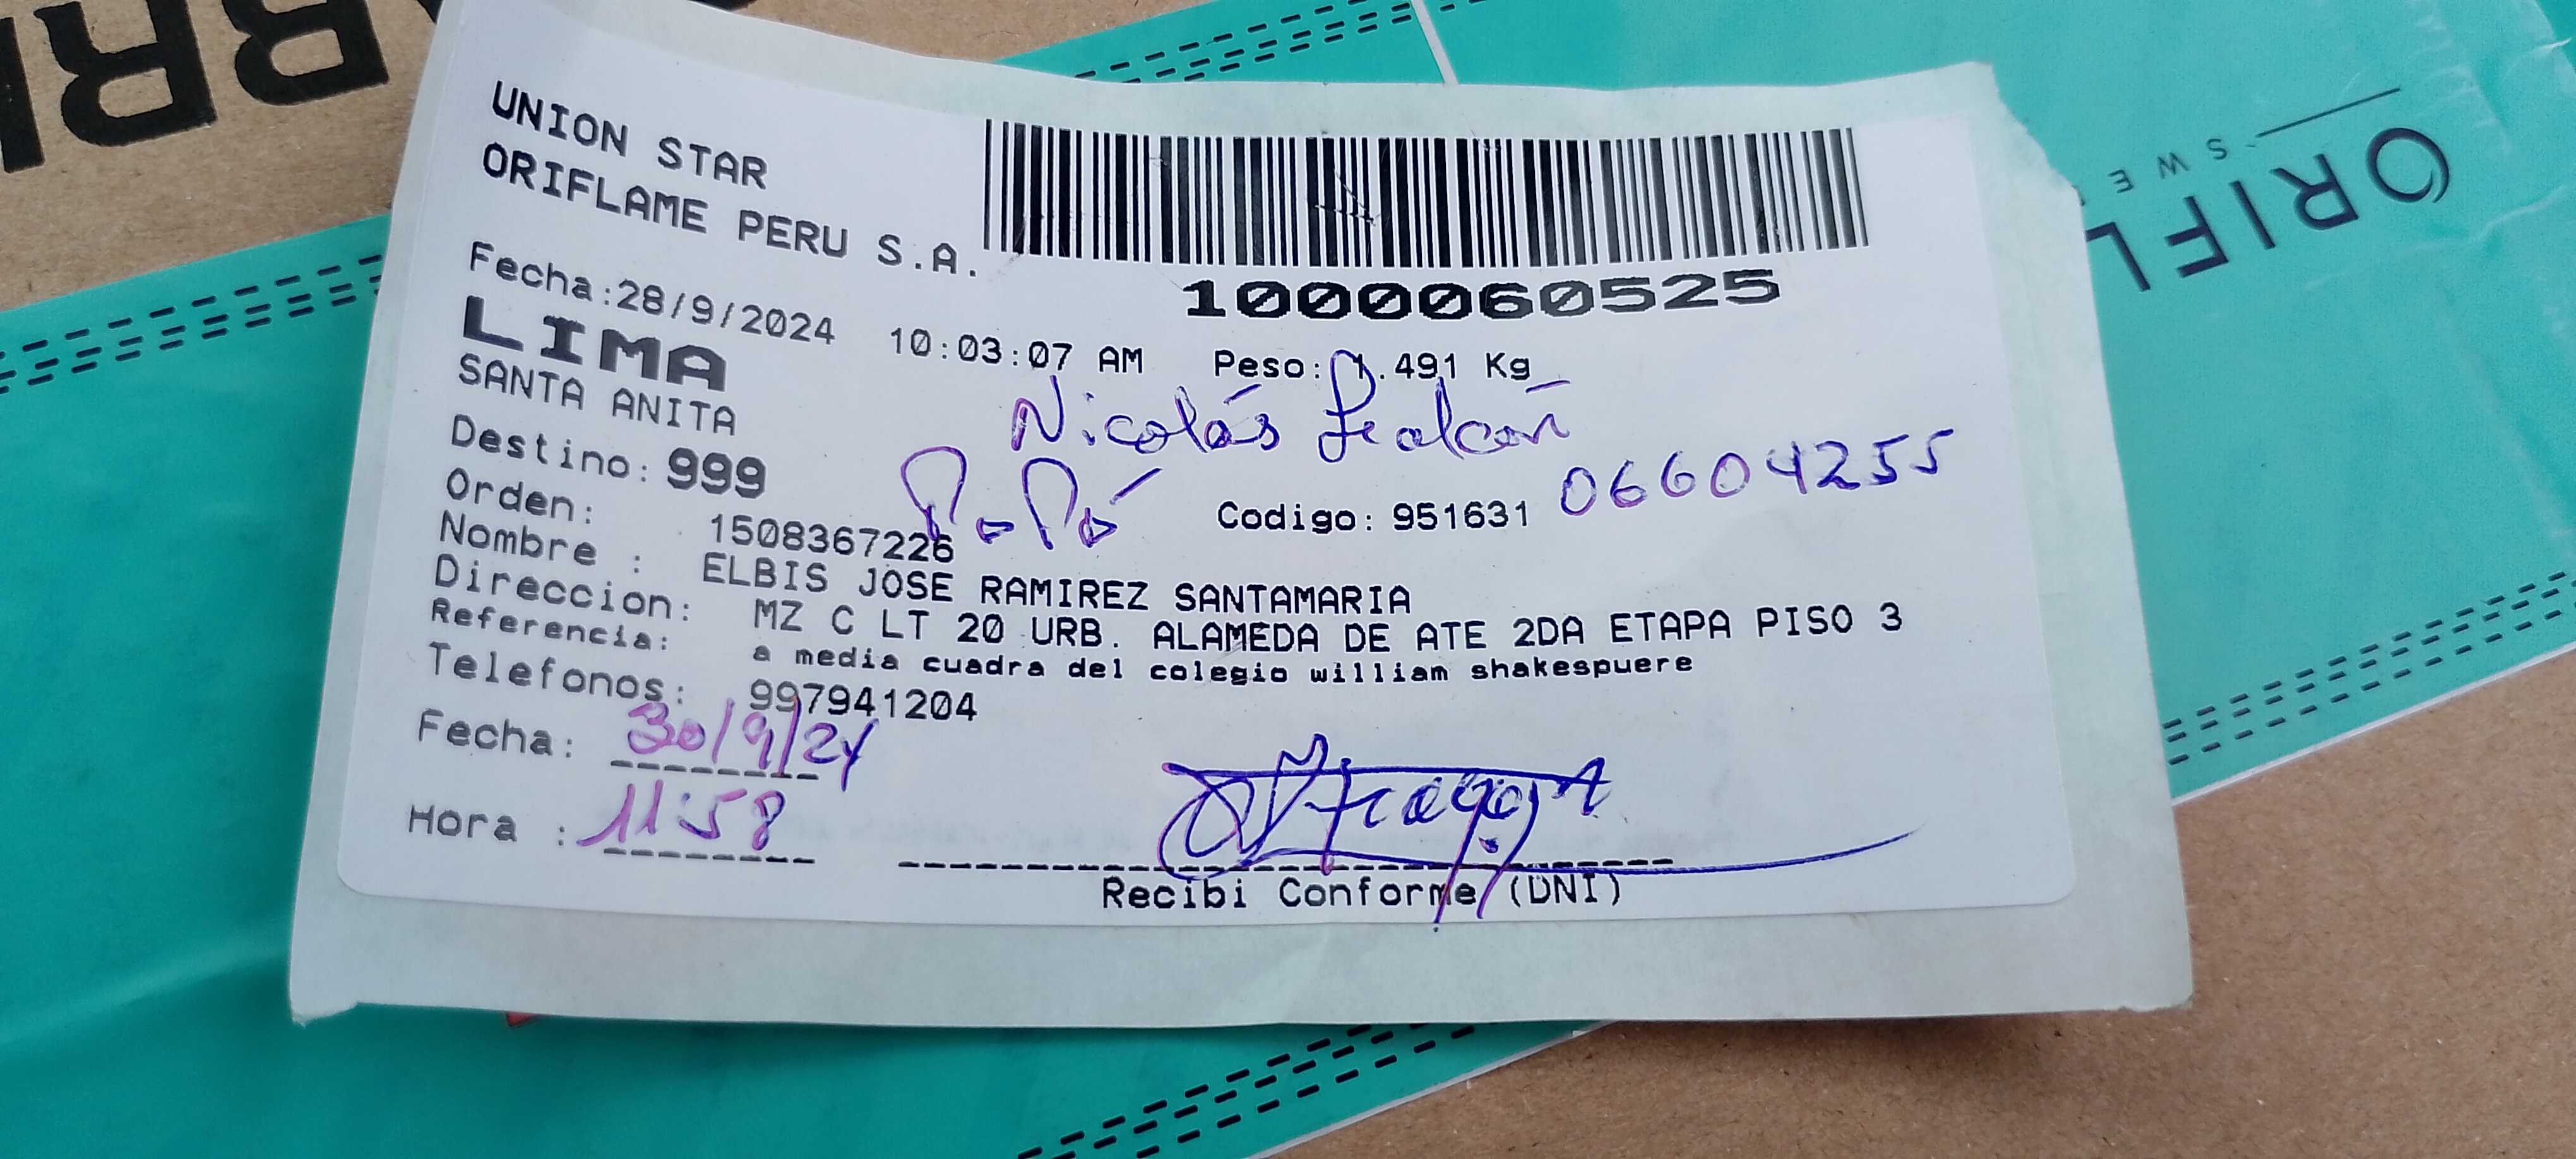 UNION STAR
ORIFLAME PERU S.A.
1000060525
Fecha:28/9/2024 10:03:07 AM Peso: 1.491 Kg
LIMA
SANTA ANITA
Nicolás
Destino: 999
Papá
Orden: 1508367226 Codigo: 951631 06604255
Nombre : ELBIS JOSE RAMIREZ SANTAMARIA
Direccion: MZ C LT 20 URB. ALAMEDA DE ATE 2DA ETAPA PISO 3
Referencia: a media cuadra del colegio william shakespuere
Telefonos: 997941204
Fecha: 30/9/24
Hora : 11:58
Recibi Conforme (DNI)
ORIFL
SWE